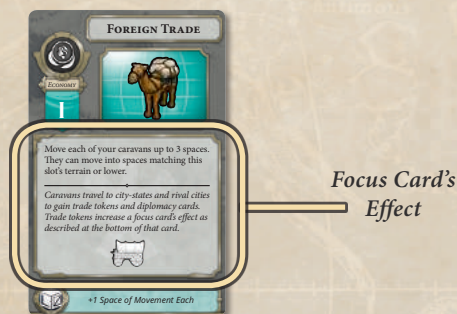 FOREIGN TRADE
ECONOMY
I
Move each of your caravans up to 3 spaces.
They can move into spaces matching this
slot's terrain or lower.
Caravans travel to city-states and rival cities
to gain trade tokens and diplomacy cards.
Trade tokens increase a focus card's effect as
described at the bottom of that card.
+1 Space of Movement Each
Focus Card's
Effect